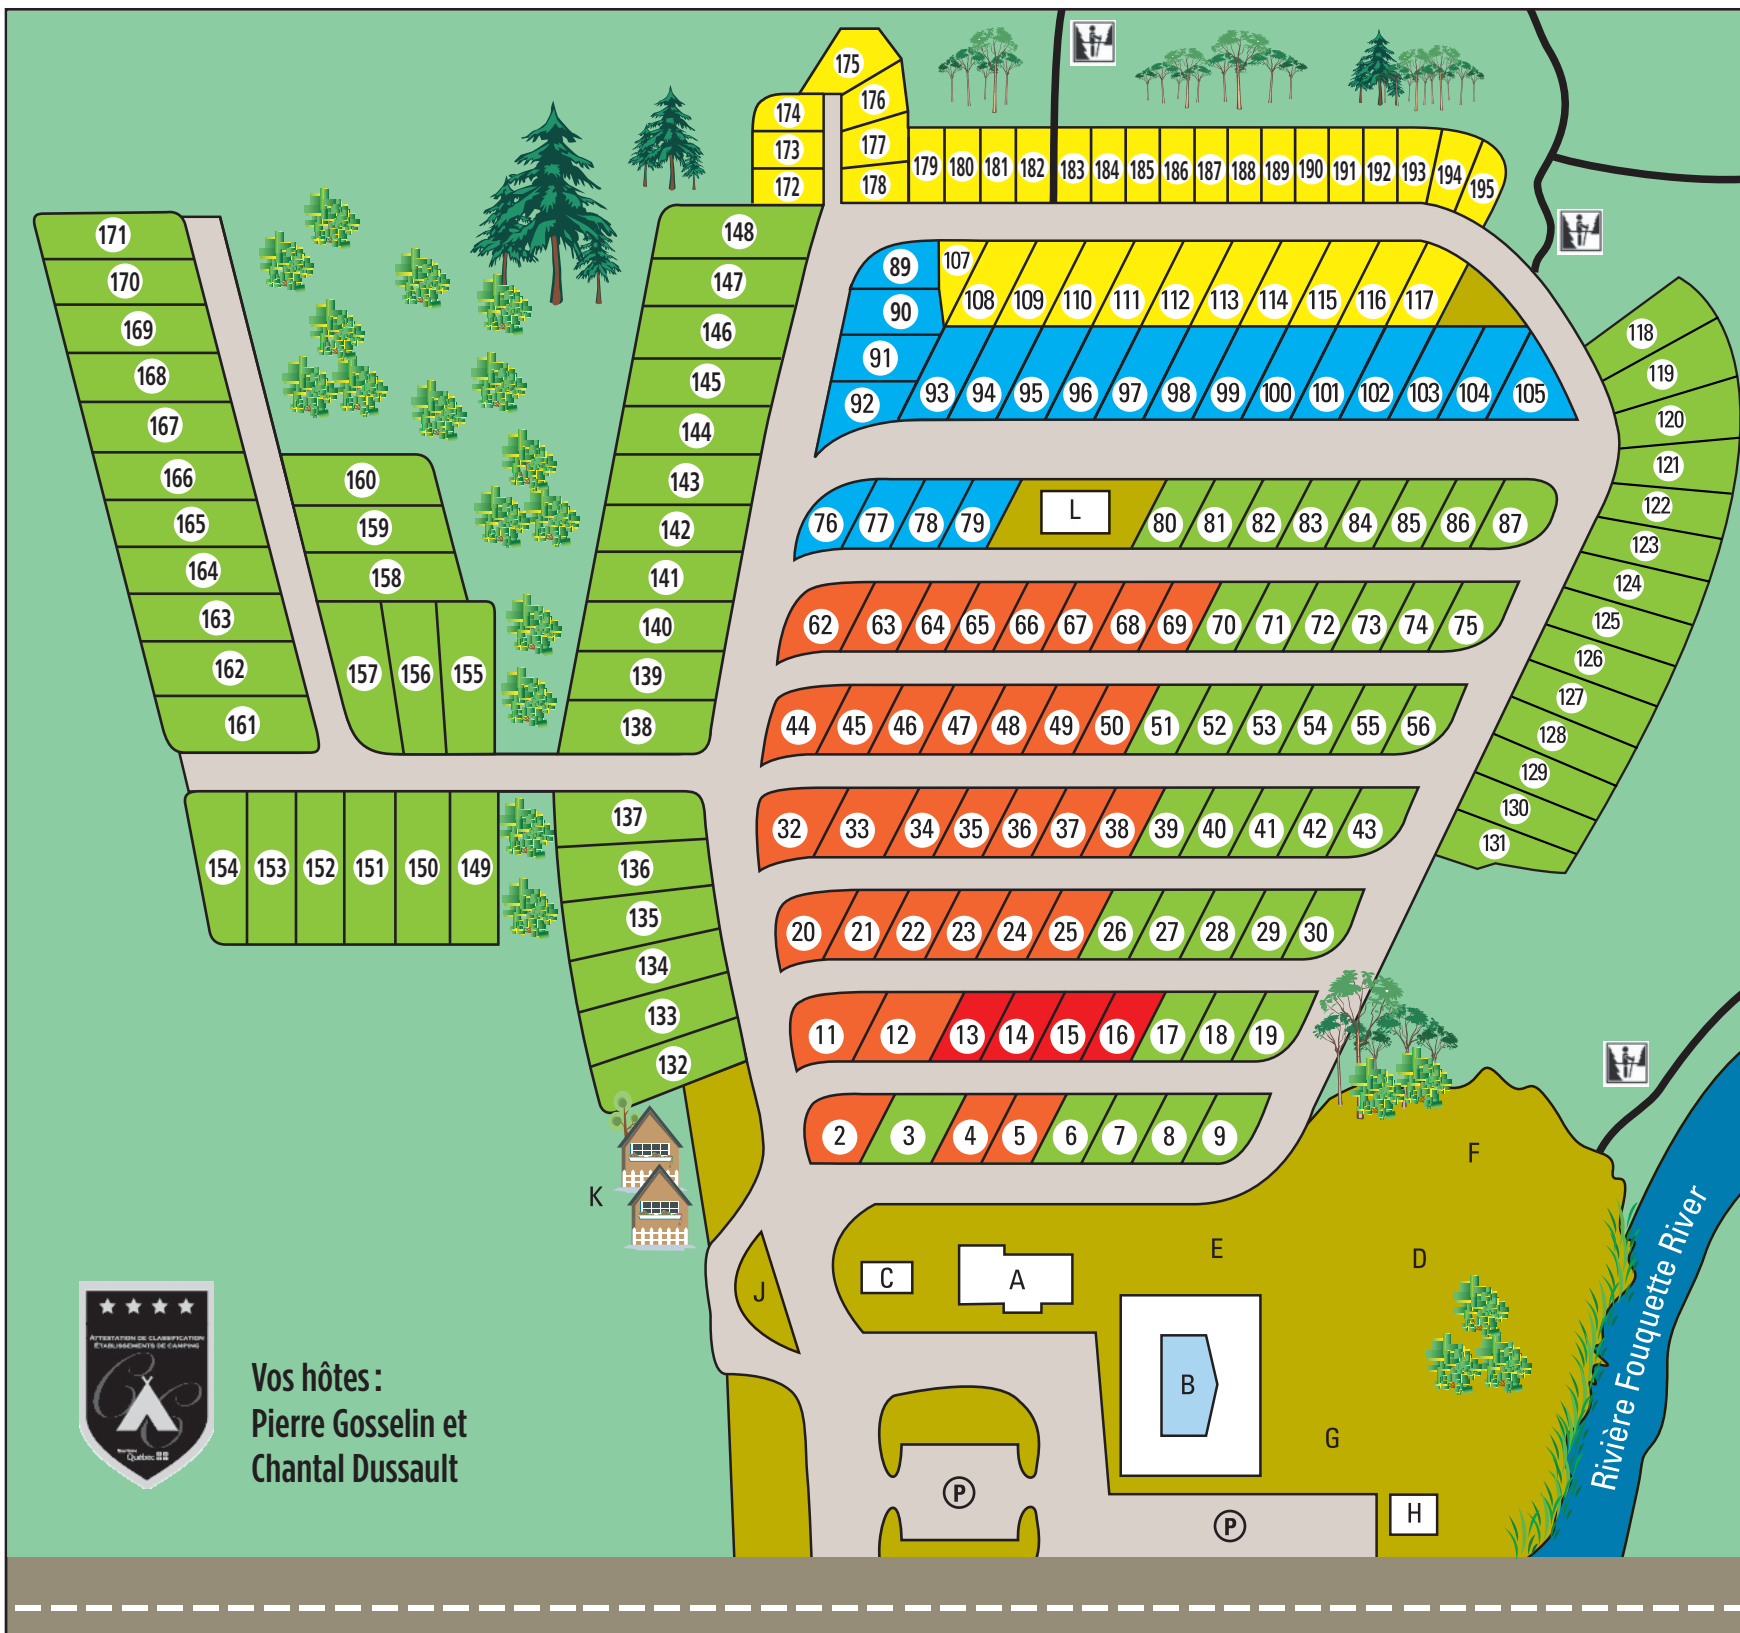 175
174
176
173
177
172
178
179 180 181 182 183 184 185 186 187 188 189 190 191 192 193 194 195
171
170
169
168
167
166
165
164
163
162
161
160
159
158
157 156 155
148
147
146
145
144
143
142
141
140
139
138
89
90
91
92
107
108 109 110 111 112 113 114 115 116 117
93 94 95 96 97 98 99 100 101 102 103 104 105
118
119
120
121
122
123
124
125
126
127
128
129
130
131
76 77 78 79 L 80 81 82 83 84 85 86 87
62 63 64 65 66 67 68 69 70 71 72 73 74 75
44 45 46 47 48 49 50 51 52 53 54 55 56
32 33 34 35 36 37 38 39 40 41 42 43
20 21 22 23 24 25 26 27 28 29 30
11 12 13 14 15 16 17 18 19
2 3 4 5 6 7 8 9
154 153 152 151 150 149
137
136
135
134
133
132
K
F
E
D
C
A
J
B
G
H
P
P
Rivière Fouquette River
ATTESTATION DE CLASSIFICATION
ÉTABLISSEMENTS DE CAMPING
Québec
Vos hôtes :
Pierre Gosselin et
Chantal Dussault